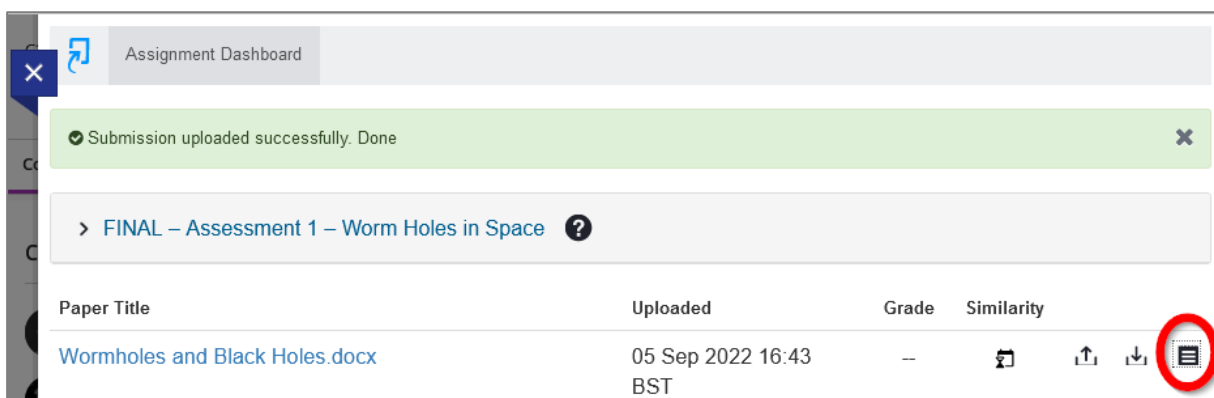 Assignment Dashboard
Submission uploaded successfully. Done
Co
FINAL – Assessment 1 – Worm Holes in Space
C
Paper Title Uploaded Grade Similarity
Wormholes and Black Holes.docx 05 Sep 2022 16:43 --
BST